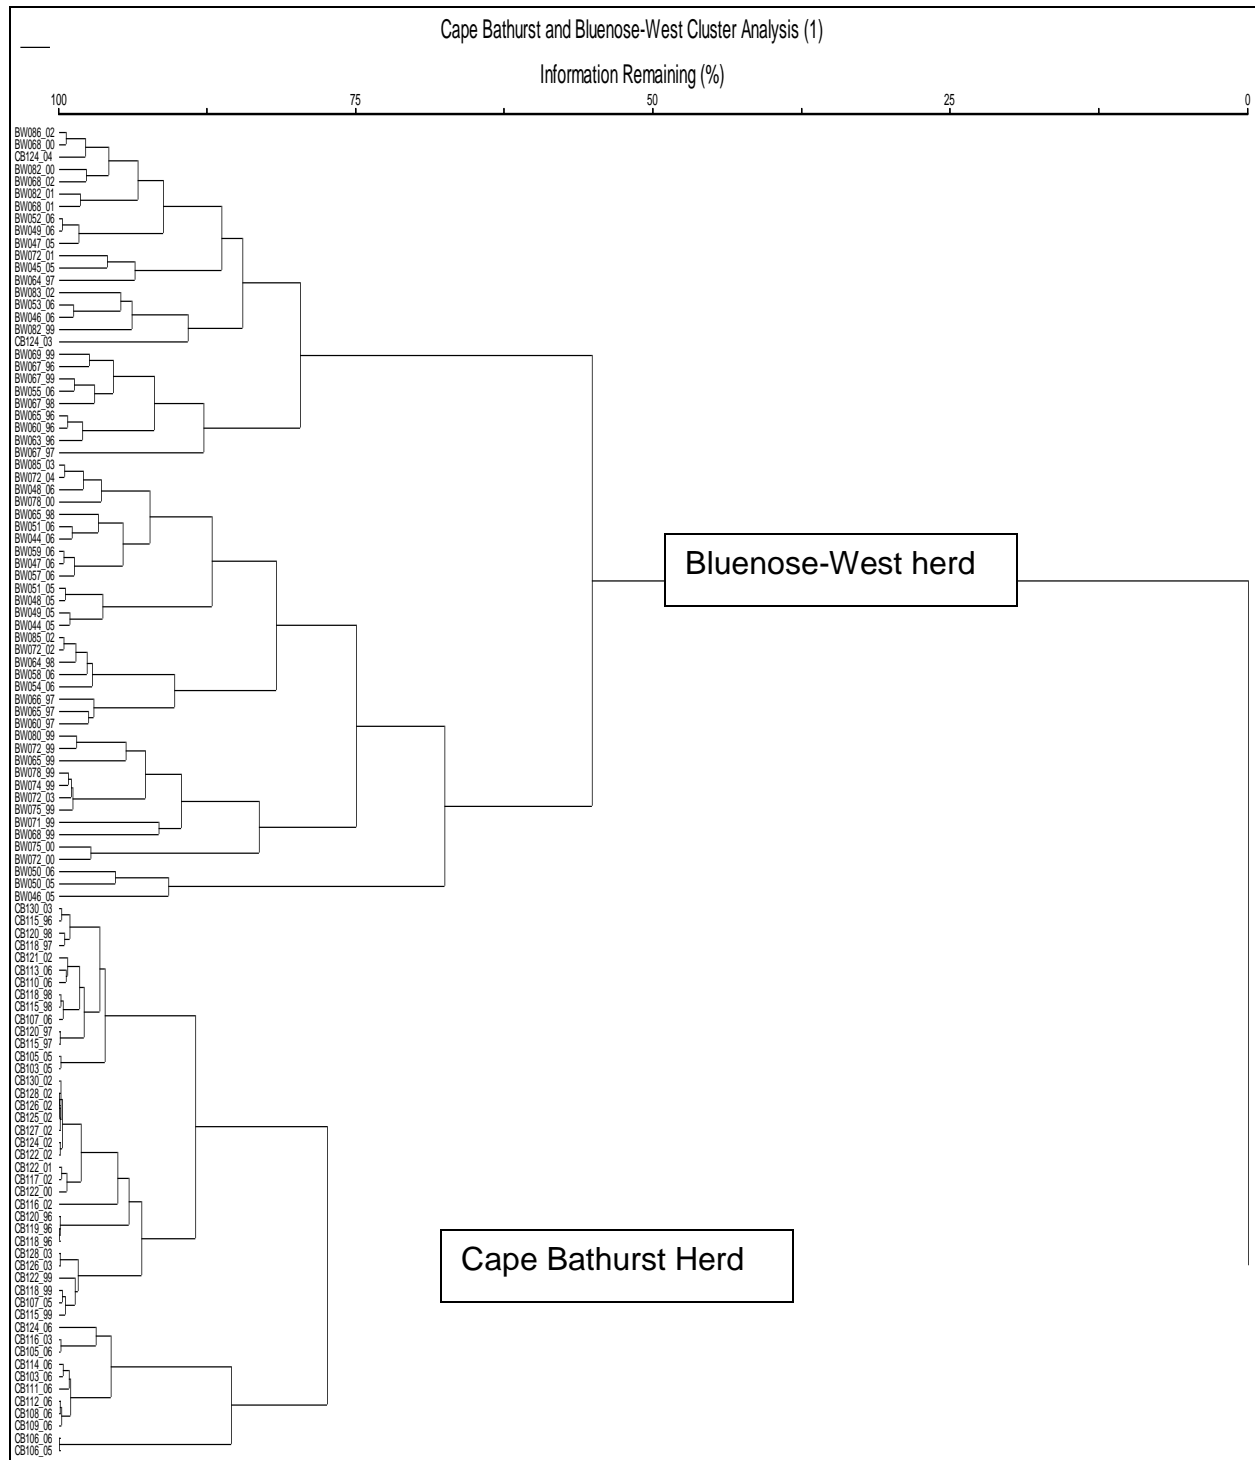 Cape Bathurst and Bluenose-West Cluster Analysis (1)
Information Remaining (%)
100 75 50 25 0
BW086_02
BW068_00
CB124_04
BW082_00
BW068_02
BW082_01
BW068_01
BW052_06
BW049_06
BW047_05
BW072_01
BW045_05
BW064_97
BW083_02
BW053_06
BW046_06
BW082_99
CB124_03
BW069_99
BW067_96
BW067_99
BW055_06
BW067_98
BW065_96
BW060_96
BW063_96
BW067_97
BW085_03
BW072_04
BW048_06
BW078_00
BW065_98
BW051_06
BW044_06
BW059_06
BW047_06
BW057_06
Bluenose-West herd
BW051_05
BW048_05
BW049_05
BW044_05
BW085_02
BW072_02
BW064_98
BW058_06
BW054_06
BW066_97
BW065_97
BW060_97
BW080_99
BW072_99
BW065_99
BW078_99
BW074_99
BW072_03
BW075_99
BW071_99
BW068_99
BW075_00
BW072_00
BW050_06
BW050_05
BW046_05
CB130_03
CB115_96
CB120_98
CB118_97
CB121_02
CB113_06
CB110_06
CB118_98
CB115_98
CB107_06
CB120_97
CB115_97
CB105_05
CB103_05
CB130_02
CB128_02
CB126_02
CB125_02
CB127_02
CB124_02
CB122_02
CB122_01
CB117_02
CB122_00
CB116_02
CB120_96
CB119_96
CB118_96
CB128_03
Cape Bathurst Herd
CB126_03
CB122_99
CB118_99
CB107_05
CB115_99
CB124_06
CB116_03
CB105_06
CB114_06
CB103_06
CB111_06
CB112_06
CB108_06
CB109_06
CB106_06
CB106_05